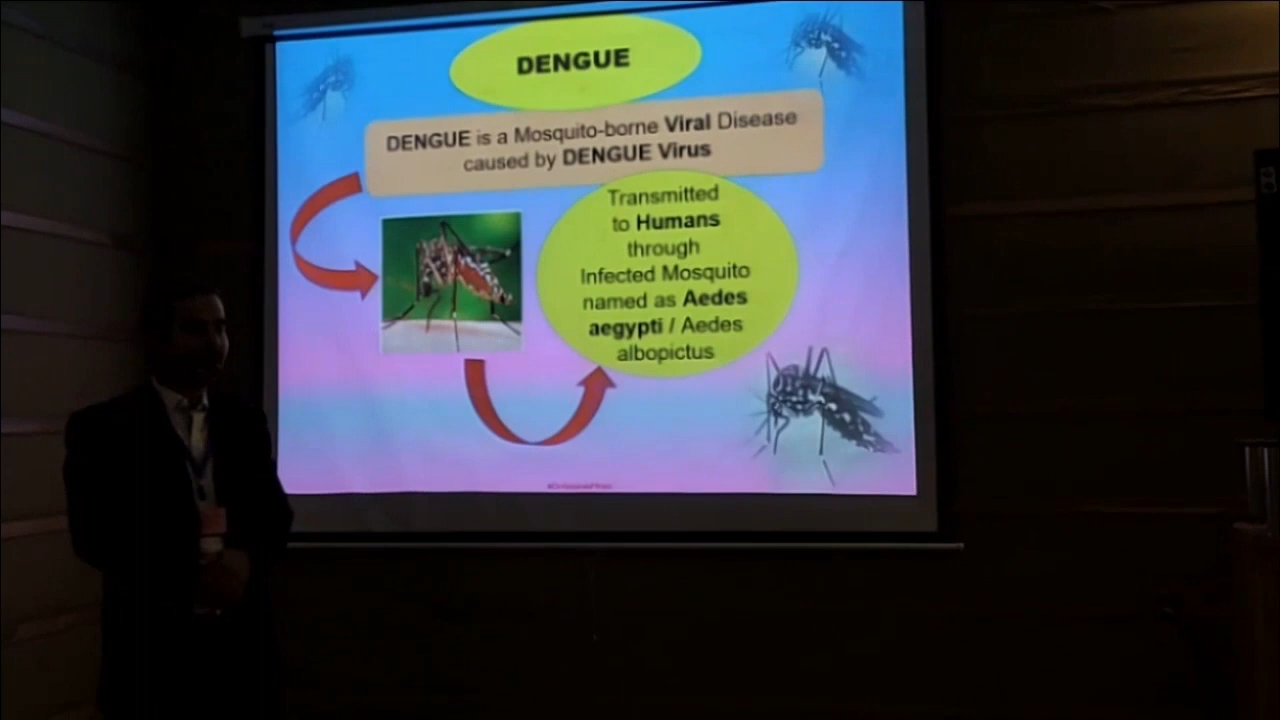 DENGUE
DENGUE is a Mosquito-borne Viral Disease
caused by DENGUE Virus
Transmitted
to Humans
through
Infected Mosquito
named as Aedes
aegypti / Aedes
albopictus